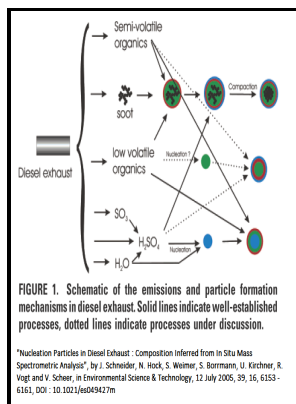 Semi-volatile
organics
soot
Compaction
low volatile
organics
Nucleation ?
Diesel exhaust
SO3
H2SO4
H2O
Nucleation
FIGURE 1. Schematic of the emissions and particle formation
mechanisms in diesel exhaust. Solid lines indicate well-established
processes, dotted lines indicate processes under discussion.
"Nucleation Particles in Diesel Exhaust : Composition Inferred from In Situ Mass
Spectrometric Analysis", by J. Schneider, N. Hock, S. Weimer, S. Borrmann, U. Kirchner, R.
Vogt and V. Scheer, in Environmental Science & Technology, 12 July 2005, 39, 16, 6153 -
6161, DOI : 10.1021/es049427m